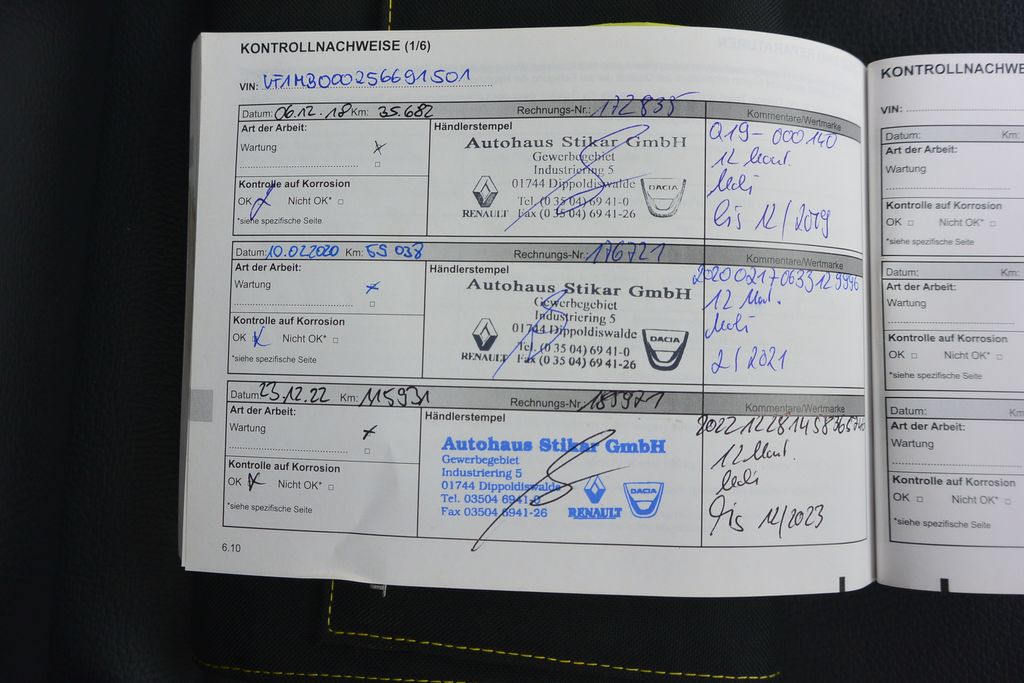 KONTROLLNACHWEISE (1/6)
VIN: VF1MB000256691501
Datum: 06.12.18 Km: 35.682 Rechnungs-Nr.: 172835 Kommentare/Wertmarke
Art der Arbeit:
Wartung x
□
Kontrolle auf Korrosion
OK x Nicht OK* □
*siehe spezifische Seite
Händlerstempel
Autohaus Stikar GmbH
Gewerbegebiet
Industriering 5
01744 Dippoldiswalde
Tel. (0 35 04) 69 41-0
Fax (0 35 04) 69 41-26
RENAULT
DACIA
Q19-000140
12 Mont.
bis 12/2019
Datum: 10.02.2020 Km: 59 038 Rechnungs-Nr.: 176721 Kommentare/Wertmarke
Art der Arbeit:
Wartung x
□
Kontrolle auf Korrosion
OK x Nicht OK* □
*siehe spezifische Seite
Händlerstempel
Autohaus Stikar GmbH
Gewerbegebiet
Industriering 5
01744 Dippoldiswalde
Tel. (0 35 04) 69 41-0
Fax (0 35 04) 69 41-26
RENAULT
DACIA
20200217063312 9996
12 Mont.
2/2021
Datum: 23.12.22 Km: 115931 Rechnungs-Nr.: Kommentare/Wertmarke
Art der Arbeit:
Wartung x
□
Kontrolle auf Korrosion
OK x Nicht OK* □
*siehe spezifische Seite
Händlerstempel
Autohaus Stikar GmbH
Gewerbegebiet
Industriering 5
01744 Dippoldiswalde
Tel. 03504 6941-0
Fax 03504 6941-26
RENAULT
DACIA
12 Mont.
Bis 12/2023
6.10
KONTROLLNACHWE
VIN:
Datum: Km:
Art der Arbeit:
Wartung
Kontrolle auf Korrosion
OK □ Nicht OK* □
*siehe spezifische Seite
Datum: Km:
Art der Arbeit:
Wartung
Kontrolle auf Korrosion
OK □ Nicht OK* □
*siehe spezifische Seite
Datum: Km
Art der Arbeit:
Wartung
Kontrolle auf Korrosion
OK □ Nicht OK* □
*siehe spezifische Seite